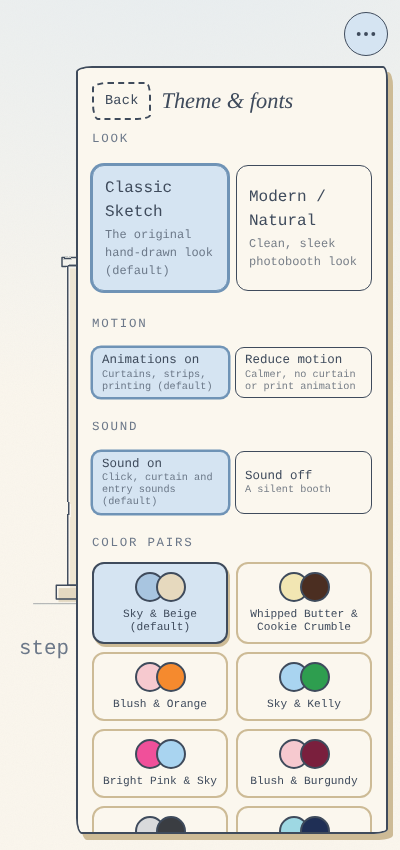 Back
Theme & fonts
LOOK
Classic
Sketch
The original
hand-drawn look
(default)
Modern /
Natural
Clean, sleek
photobooth look
MOTION
Animations on
Curtains, strips,
printing (default)
Reduce motion
Calmer, no curtain
or print animation
SOUND
Sound on
Click, curtain and
entry sounds
(default)
Sound off
A silent booth
COLOR PAIRS
Sky & Beige
(default)
Whipped Butter &
Cookie Crumble
Blush & Orange
Sky & Kelly
Bright Pink & Sky
Blush & Burgundy
step